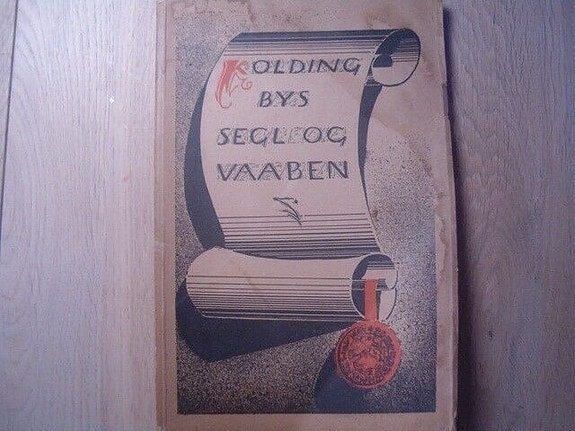 KOLDING
BYS
SEGL OG
VAABEN